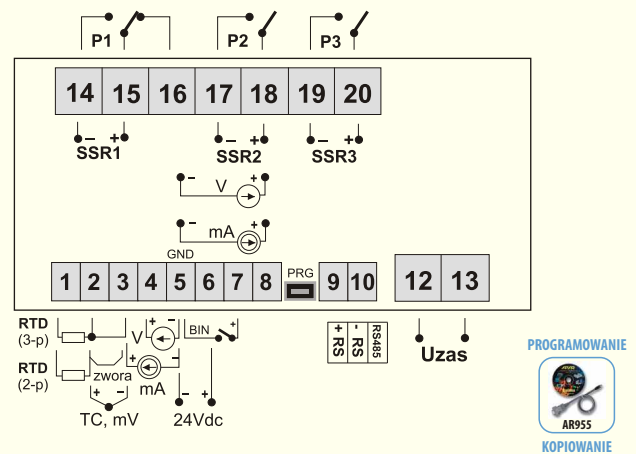 P1 P2 P3
14 15 16 17 18 19 20
- + - + - +
SSR1 SSR2 SSR3
- V +
- mA +
GND
1 2 3 4 5 6 7 8 PRG 9 10 12 13
RTD
(3-p)
V + - BIN +
RTD
(2-p)
zwora
+ - mA
+ -
TC, mV
- +
24Vdc
+ RS
- RS
RS485
Uzas
PROGRAMOWANIE
AR955
KOPIOWANIE